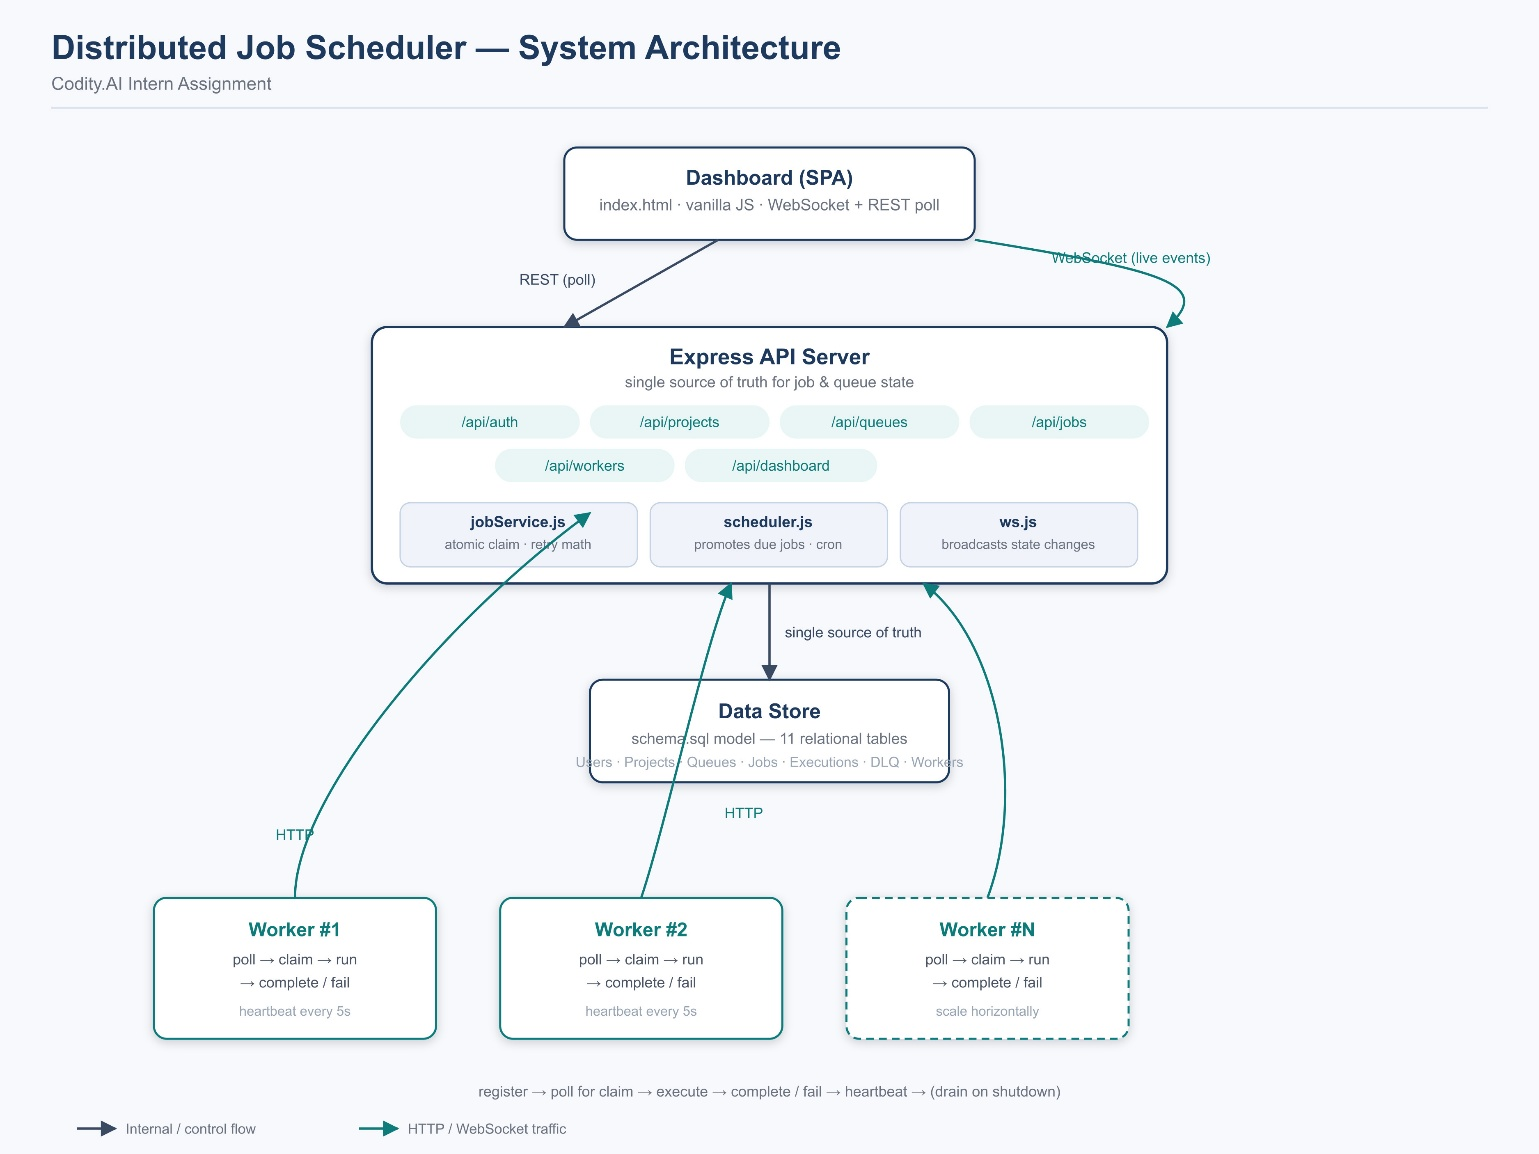 Distributed Job Scheduler — System Architecture
Codity.AI Intern Assignment
Dashboard (SPA)
index.html · vanilla JS · WebSocket + REST poll
WebSocket (live events)
REST (poll)
Express API Server
single source of truth for job & queue state
/api/auth
/api/projects
/api/queues
/api/jobs
/api/workers
/api/dashboard
jobService.js
atomic claim · retry math
scheduler.js
promotes due jobs · cron
ws.js
broadcasts state changes
single source of truth
Data Store
schema.sql model — 11 relational tables
Users · Projects · Queues · Jobs · Executions · DLQ · Workers
HTTP
HTTP
Worker #1
poll → claim → run
→ complete / fail
heartbeat every 5s
Worker #2
poll → claim → run
→ complete / fail
heartbeat every 5s
Worker #N
poll → claim → run
→ complete / fail
scale horizontally
register → poll for claim → execute → complete / fail → heartbeat → (drain on shutdown)
Internal / control flow
HTTP / WebSocket traffic